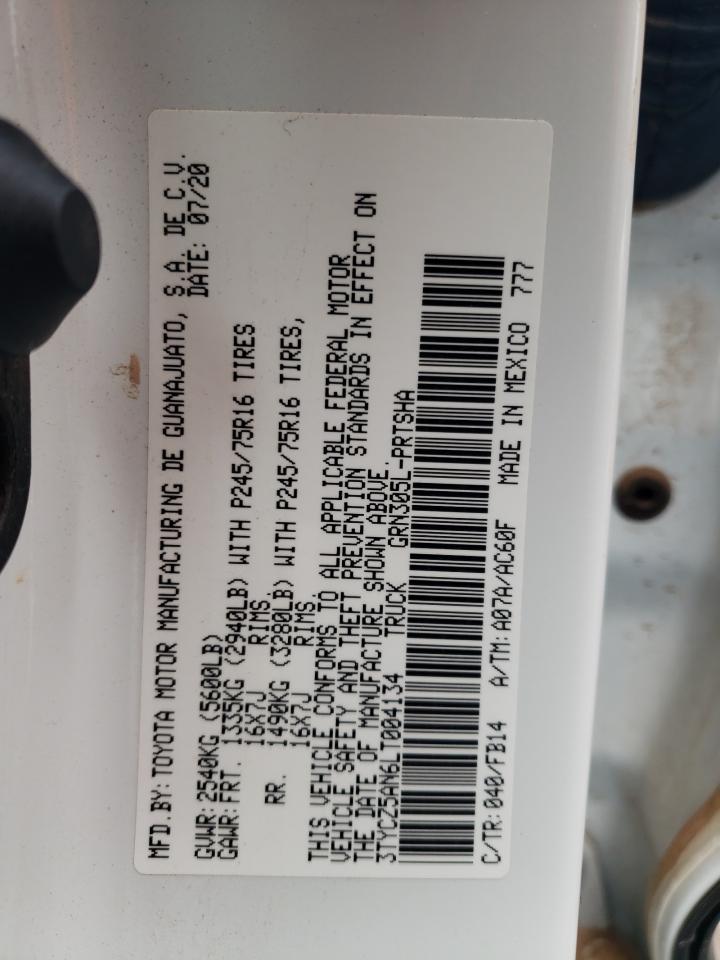 MFD.BY: TOYOTA MOTOR MANUFACTURING DE GUANAJUATO, S.A. DE C.V.
DATE: 07/20
GVWR: 2540KG (5600LB)
GAWR: FRT. 1335KG (2940LB) WITH P245/75R16 TIRES
16X7J RIMS
RR. 1490KG (3280LB) WITH P245/75R16 TIRES,
16X7J RIMS.
THIS VEHICLE CONFORMS TO ALL APPLICABLE FEDERAL MOTOR
VEHICLE SAFETY AND THEFT PREVENTION STANDARDS IN EFFECT ON
THE DATE OF MANUFACTURE SHOWN ABOVE.
3TYCZ5AN6LT004134 TRUCK GRN305L-PRTSHA
C/TR: 040/FB14 A/TM: A07A/AC60F MADE IN MEXICO 777